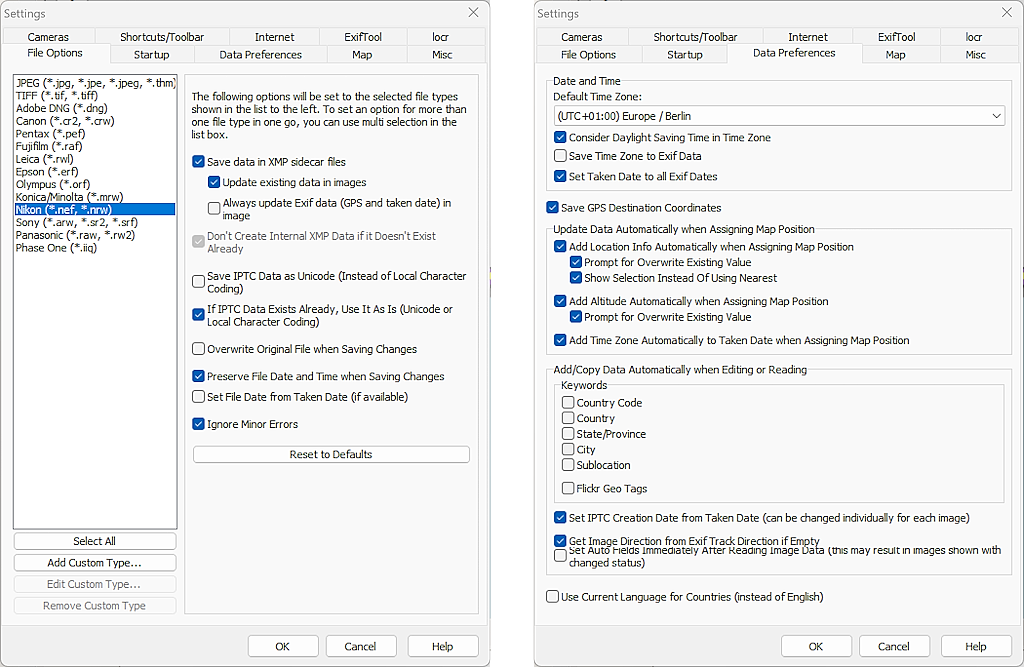 Settings
Cameras Shortcuts/Toolbar Internet ExifTool Iocr
File Options Startup Data Preferences Map Misc
JPEG (*.jpg, *.jpe, *.jpeg, *.thm)
TIFF (*.tif, *.tiff)
Adobe DNG (*.dng)
Canon (*.cr2, *.crw)
Pentax (*.pef)
Fujifilm (*.raf)
Leica (*.rwl)
Epson (*.erf)
Olympus (*.orf)
Konica/Minolta (*.mrw)
Nikon (*.nef, *.nrw)
Sony (*.arw, *.sr2, *.srf)
Panasonic (*.raw, *.rw2)
Phase One (*.iiq)
Select All
Add Custom Type...
Edit Custom Type...
Remove Custom Type
The following options will be set to the selected file types
shown in the list to the left. To set an option for more than
one file type in one go, you can use multi selection in the
list box.
Save data in XMP sidecar files
Update existing data in images
Always update Exif data (GPS and taken date) in
image
Don't Create Internal XMP Data if it Doesn't Exist
Already
Save IPTC Data as Unicode (Instead of Local Character
Coding)
If IPTC Data Exists Already, Use It As Is (Unicode or
Local Character Coding)
Overwrite Original File when Saving Changes
Preserve File Date and Time when Saving Changes
Set File Date from Taken Date (if available)
Ignore Minor Errors
Reset to Defaults
OK Cancel Help
Settings
Cameras Shortcuts/Toolbar Internet ExifTool Iocr
File Options Startup Data Preferences Map Misc
Date and Time
Default Time Zone:
(UTC+01:00) Europe / Berlin
Consider Daylight Saving Time in Time Zone
Save Time Zone to Exif Data
Set Taken Date to all Exif Dates
Save GPS Destination Coordinates
Update Data Automatically when Assigning Map Position
Add Location Info Automatically when Assigning Map Position
Prompt for Overwrite Existing Value
Show Selection Instead Of Using Nearest
Add Altitude Automatically when Assigning Map Position
Prompt for Overwrite Existing Value
Add Time Zone Automatically to Taken Date when Assigning Map Position
Add/Copy Data Automatically when Editing or Reading
Keywords
Country Code
Country
State/Province
City
Sublocation
Flickr Geo Tags
Set IPTC Creation Date from Taken Date (can be changed individually for each image)
Get Image Direction from Exif Track Direction if Empty
Set Auto Fields Immediately After Reading Image Data (this may result in images shown with
changed status)
Use Current Language for Countries (instead of English)
OK Cancel Help